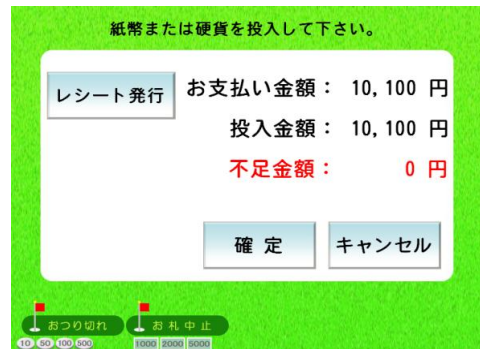 紙幣または硬貨を投入して下さい。
レシート発行
お支払い金額： 10,100 円
投入金額： 10,100 円
不足金額： 0 円
確 定
キャンセル
おつり切れ
お 札 中 止
10 50 100 500
1000 2000 5000